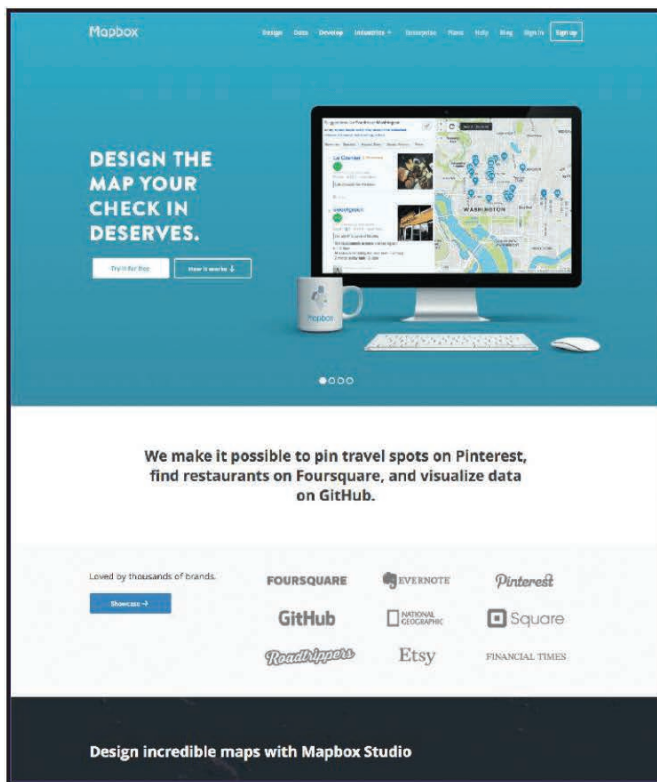 Mapbox
Design Data Develop Industries Enterprise Plans Help Blog Sign in Sign up
DESIGN THE
MAP YOUR
CHECK IN
DESERVES.
Try it for free How it works ↓
WASHINGTON
Mapbox
We make it possible to pin travel spots on Pinterest,
find restaurants on Foursquare, and visualize data
on GitHub.
Loved by thousands of brands.
Showcase →
FOURSQUARE EVERNOTE Pinterest
GitHub NATIONAL GEOGRAPHIC Square
Roadtrippers Etsy FINANCIAL TIMES
Design incredible maps with Mapbox Studio